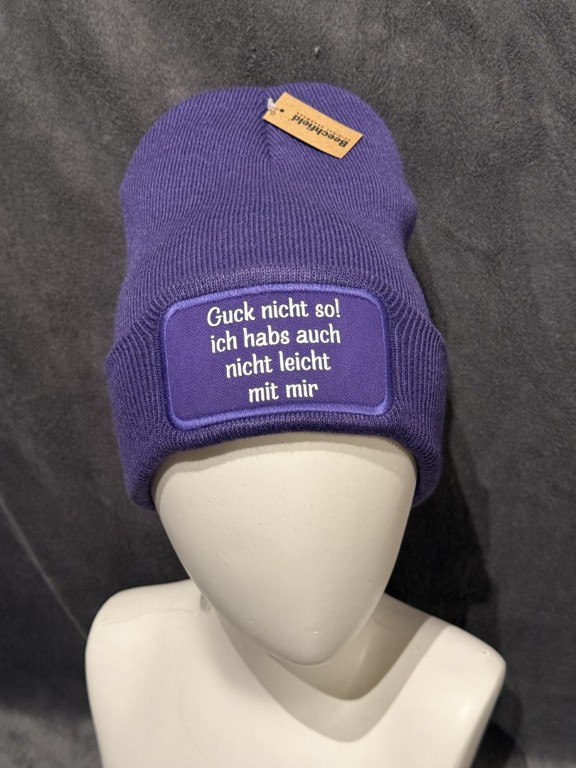 Beechfield
Guck nicht so!
ich habs auch
nicht leicht
mit mir